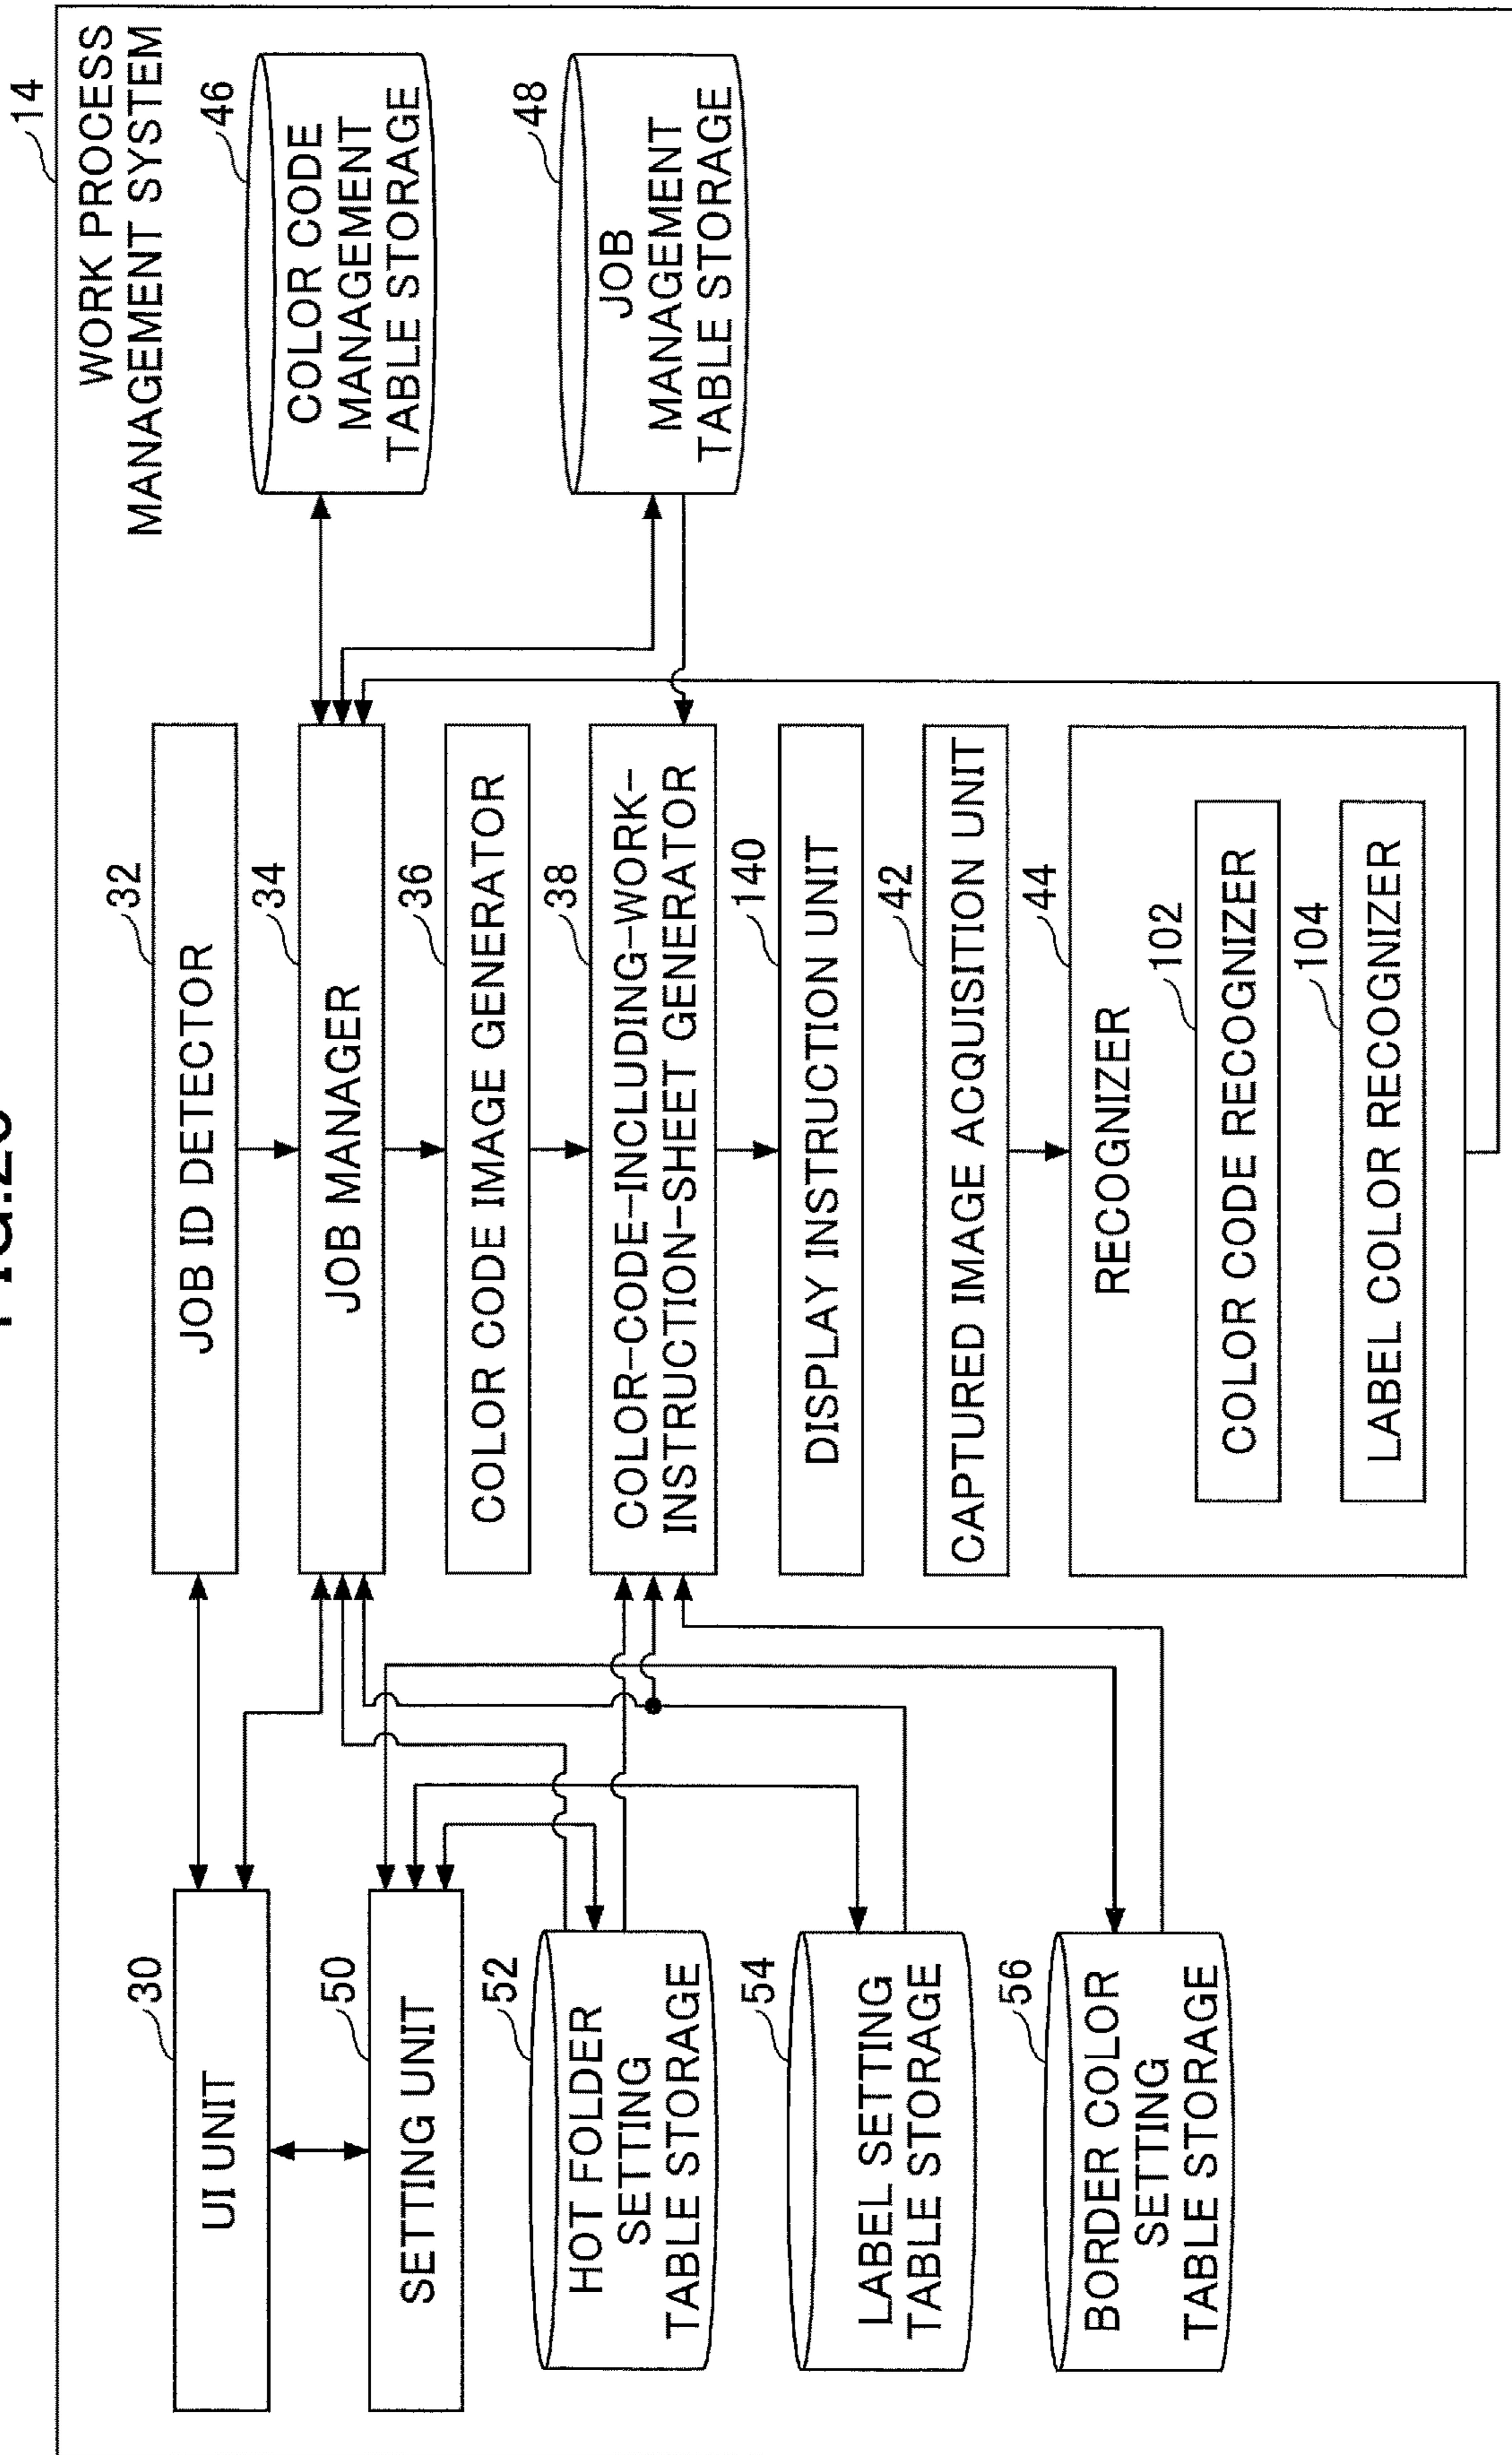 14
WORK PROCESS
MANAGEMENT SYSTEM
30
UI UNIT
50
SETTING UNIT
52
HOT FOLDER
SETTING
TABLE STORAGE
54
LABEL SETTING
TABLE STORAGE
56
BORDER COLOR
SETTING
TABLE STORAGE
32
JOB ID DETECTOR
34
JOB MANAGER
36
COLOR CODE IMAGE GENERATOR
38
COLOR-CODE-INCLUDING-WORK-
INSTRUCTION-SHEET GENERATOR
140
DISPLAY INSTRUCTION UNIT
42
CAPTURED IMAGE ACQUISITION UNIT
44
RECOGNIZER
102
COLOR CODE RECOGNIZER
104
LABEL COLOR RECOGNIZER
46
COLOR CODE
MANAGEMENT
TABLE STORAGE
48
JOB
MANAGEMENT
TABLE STORAGE